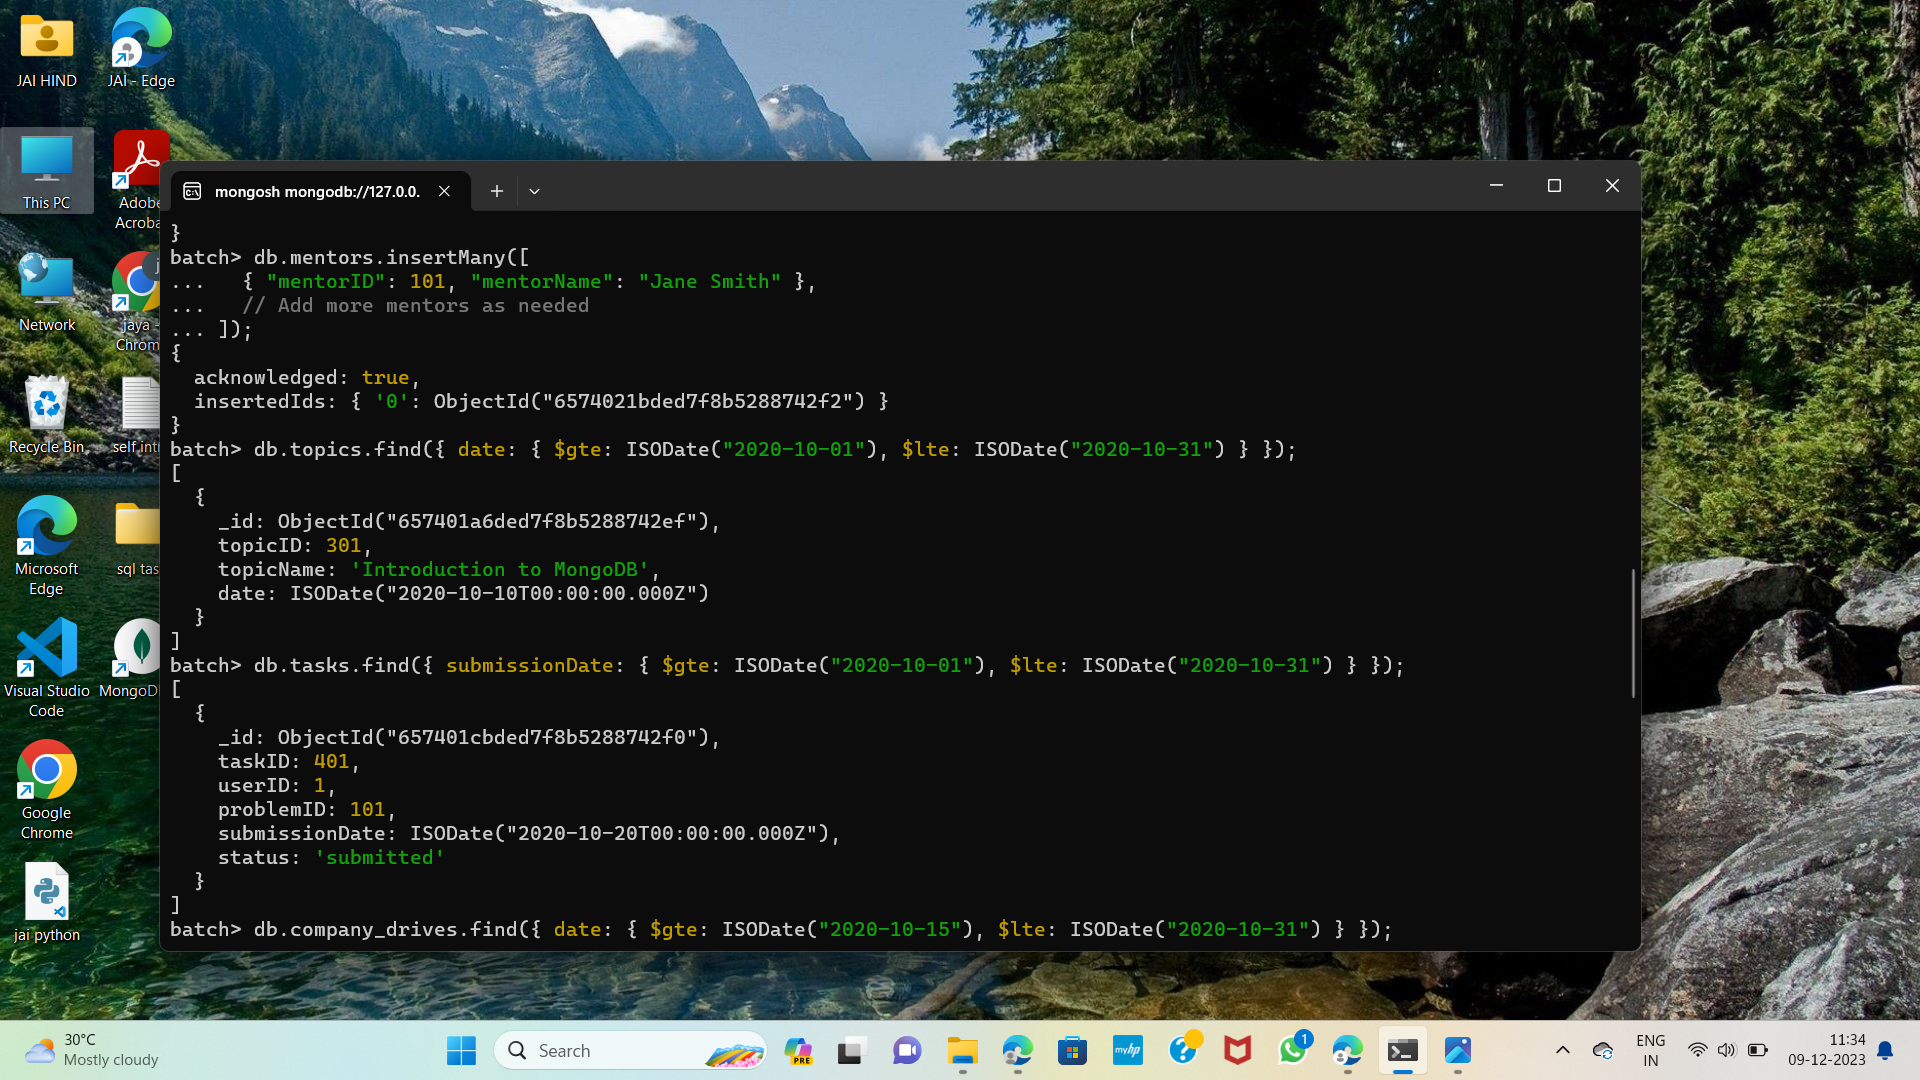 JAI HIND
JAI - Edge
This PC
Adobe
Acroba
Network
jaya -
Chrom
Recycle Bin
self intr
Microsoft
Edge
sql tas
Visual Studio
Code
MongoD
Google
Chrome
jai python
mongosh mongodb://127.0.0.
}
batch> db.mentors.insertMany([
...   { "mentorID": 101, "mentorName": "Jane Smith" },
...   // Add more mentors as needed
... ]);
{
  acknowledged: true,
  insertedIds: { '0': ObjectId("6574021bded7f8b5288742f2") }
}
batch> db.topics.find({ date: { $gte: ISODate("2020-10-01"), $lte: ISODate("2020-10-31") } });
[
  {
    _id: ObjectId("657401a6ded7f8b5288742ef"),
    topicID: 301,
    topicName: 'Introduction to MongoDB',
    date: ISODate("2020-10-10T00:00:00.000Z")
  }
]
batch> db.tasks.find({ submissionDate: { $gte: ISODate("2020-10-01"), $lte: ISODate("2020-10-31") } });
[
  {
    _id: ObjectId("657401cbded7f8b5288742f0"),
    taskID: 401,
    userID: 1,
    problemID: 101,
    submissionDate: ISODate("2020-10-20T00:00:00.000Z"),
    status: 'submitted'
  }
]
batch> db.company_drives.find({ date: { $gte: ISODate("2020-10-15"), $lte: ISODate("2020-10-31") } });
30°C
Mostly cloudy
Search
PRE
myhp
1
ENG
IN
11:34
09-12-2023